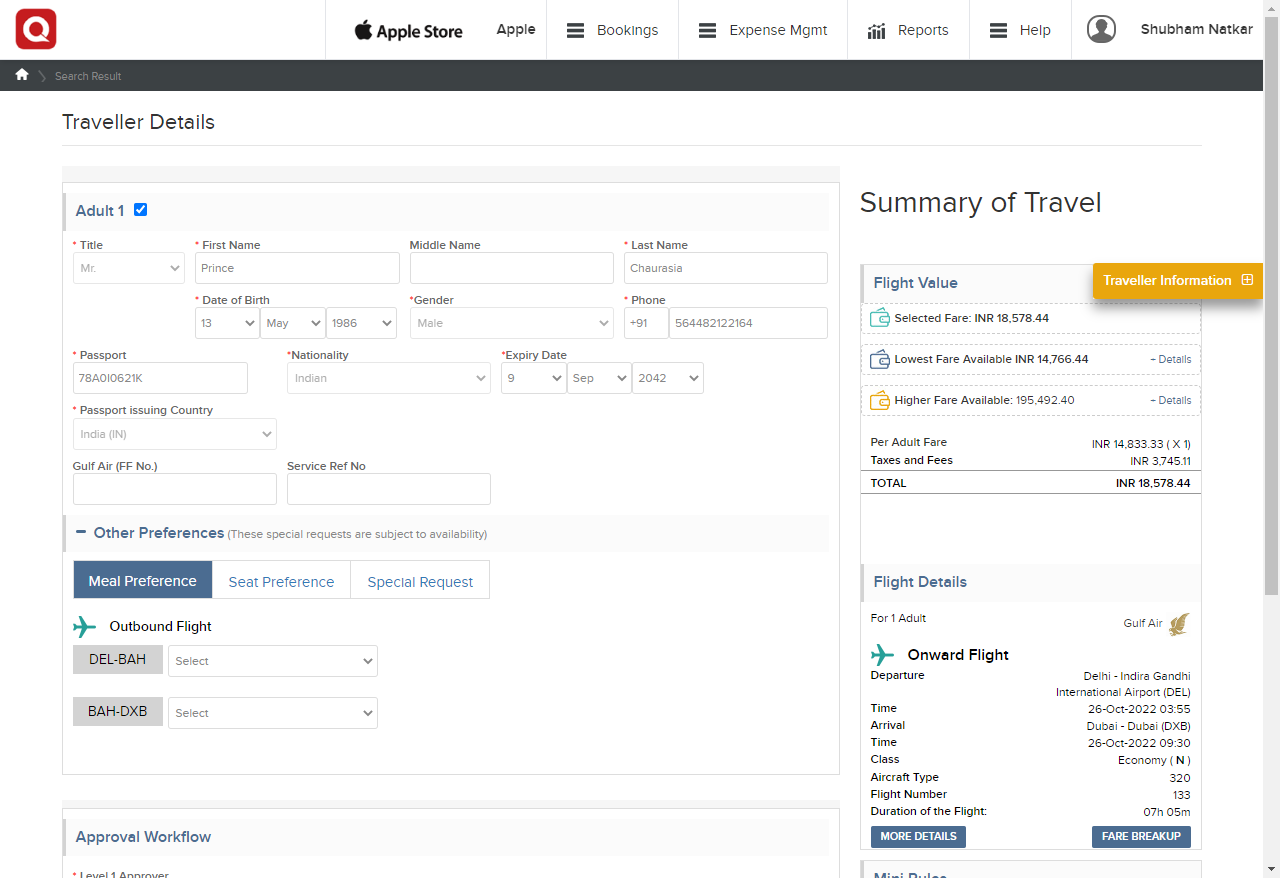 Apple Store
Apple
Bookings
Expense Mgmt
Reports
Help
Shubham Natkar
Search Result
Traveller Details
Adult 1
* Title
* First Name
Middle Name
* Last Name
Mr.
Prince
Chaurasia
* Date of Birth
*Gender
* Phone
13
May
1986
Male
+91
564482122164
* Passport
*Nationality
*Expiry Date
78A0I0621K
Indian
9
Sep
2042
* Passport issuing Country
India (IN)
Gulf Air (FF No.)
Service Ref No
Other Preferences (These special requests are subject to availability)
Meal Preference
Seat Preference
Special Request
Outbound Flight
DEL-BAH
Select
BAH-DXB
Select
Approval Workflow
* Level 1 Approver
Summary of Travel
Flight Value
Traveller Information
Selected Fare: INR 18,578.44
Lowest Fare Available INR 14,766.44
+ Details
Higher Fare Available: 195,492.40
+ Details
Per Adult Fare
INR 14,833.33 ( X 1)
Taxes and Fees
INR 3,745.11
TOTAL
INR 18,578.44
Flight Details
For 1 Adult
Gulf Air
Onward Flight
Departure
Delhi - Indira Gandhi
International Airport (DEL)
Time
26-Oct-2022 03:55
Arrival
Dubai - Dubai (DXB)
Time
26-Oct-2022 09:30
Class
Economy ( N )
Aircraft Type
320
Flight Number
133
Duration of the Flight:
07h 05m
MORE DETAILS
FARE BREAKUP
Mini Rules